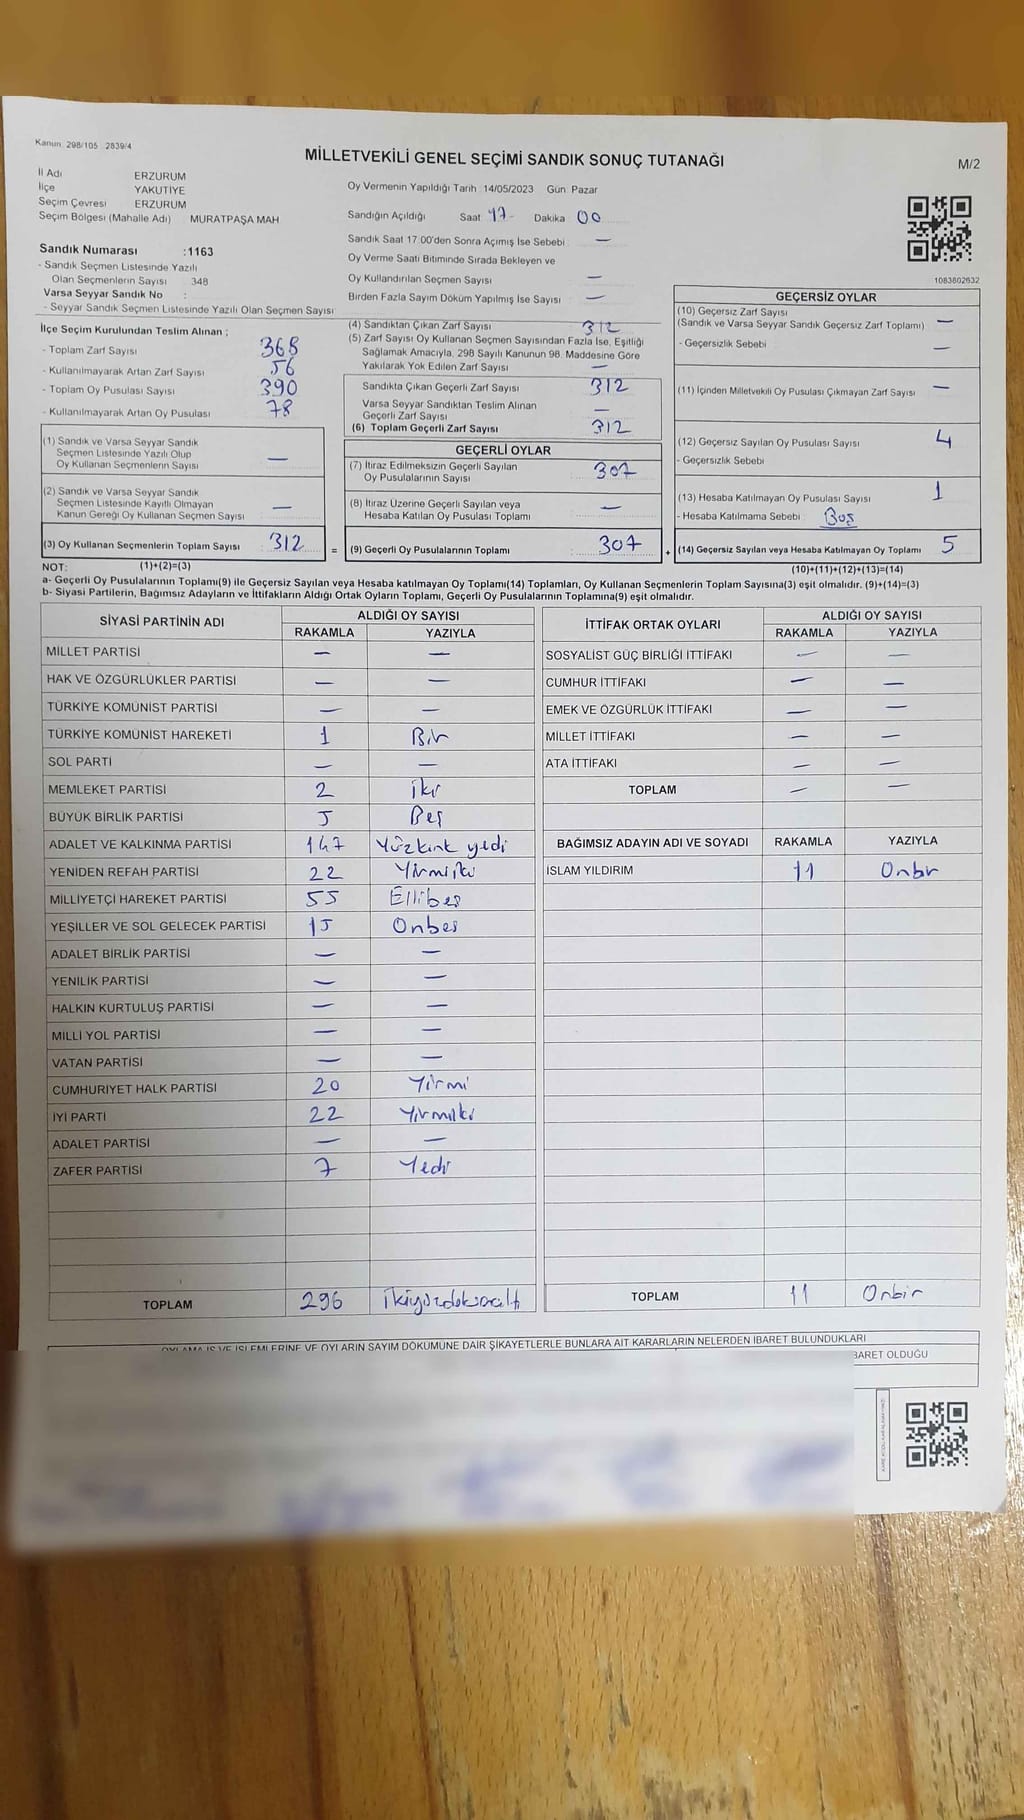 Kanun: 298/105 2839/4
MİLLETVEKİLİ GENEL SEÇİMİ SANDIK SONUÇ TUTANAĞI
M/2
İl Adı ERZURUM
İlçe YAKUTİYE
Seçim Çevresi ERZURUM
Seçim Bölgesi (Mahalle Adı) MURATPAŞA MAH
Sandık Numarası :1163
- Sandık Seçmen Listesinde Yazılı
Olan Seçmenlerin Sayısı : 348
Varsa Seyyar Sandık No :
- Seyyar Sandık Seçmen Listesinde Yazılı Olan Seçmen Sayısı
Oy Vermenin Yapıldığı Tarih :14/05/2023 Gün: Pazar
Sandığın Açıldığı Saat 17 Dakika 00
Sandık Saat 17:00'den Sonra Açımış İse Sebebi : —
Oy Verme Saati Bitiminde Sırada Bekleyen ve
Oy Kullandırılan Seçmen Sayısı —
Birden Fazla Sayım Döküm Yapılmış İse Sayısı —
1083802632
İlçe Seçim Kurulundan Teslim Alınan ;
- Toplam Zarf Sayısı 368
- Kullanılmayarak Artan Zarf Sayısı 56
- Toplam Oy Pusulası Sayısı 390
- Kullanılmayarak Artan Oy Pusulası 78
(1) Sandık ve Varsa Seyyar Sandık
Seçmen Listesinde Yazılı Olup
Oy Kullanan Seçmenlerin Sayısı —
(2) Sandık ve Varsa Seyyar Sandık
Seçmen Listesinde Kayıtlı Olmayan
Kanun Gereği Oy Kullanan Seçmen Sayısı —
(3) Oy Kullanan Seçmenlerin Toplam Sayısı 312
(4) Sandıktan Çıkan Zarf Sayısı 312
(5) Zarf Sayısı Oy Kullanan Seçmen Sayısından Fazla İse, Eşitliği
Sağlamak Amacıyla, 298 Sayılı Kanunun 98. Maddesine Göre
Yakılarak Yok Edilen Zarf Sayısı —
Sandıkta Çıkan Geçerli Zarf Sayısı 312
Varsa Seyyar Sandıktan Teslim Alınan
Geçerli Zarf Sayısı —
(6) Toplam Geçerli Zarf Sayısı 312
GEÇERLİ OYLAR
(7) İtiraz Edilmeksizin Geçerli Sayılan
Oy Pusulalarının Sayısı 307
(8) İtiraz Üzerine Geçerli Sayılan veya
Hesaba Katılan Oy Pusulası Toplamı —
= (9) Geçerli Oy Pusulalarının Toplamı 307
GEÇERSİZ OYLAR
(10) Geçersiz Zarf Sayısı
(Sandık ve Varsa Seyyar Sandık Geçersiz Zarf Toplamı) —
- Geçersizlik Sebebi —
(11) İçinden Milletvekili Oy Pusulası Çıkmayan Zarf Sayısı —
(12) Geçersiz Sayılan Oy Pusulası Sayısı 4
- Geçersizlik Sebebi
(13) Hesaba Katılmayan Oy Pusulası Sayısı 1
- Hesaba Katılmama Sebebi : Boş
+ (14) Geçersiz Sayılan veya Hesaba Katılmayan Oy Toplamı 5
NOT: (1)+(2)=(3) (10)+(11)+(12)+(13)=(14)
a- Geçerli Oy Pusulalarının Toplamı(9) ile Geçersiz Sayılan veya Hesaba katılmayan Oy Toplamı(14) Toplamları, Oy Kullanan Seçmenlerin Toplam Sayısına(3) eşit olmalıdır. (9)+(14)=(3)
b- Siyasi Partilerin, Bağımsız Adayların ve İttifakların Aldığı Ortak Oyların Toplamı, Geçerli Oy Pusulalarının Toplamına(9) eşit olmalıdır.
SİYASİ PARTİNİN ADI ALDIĞI OY SAYISI
RAKAMLA YAZIYLA
MİLLET PARTİSİ — —
HAK VE ÖZGÜRLÜKLER PARTİSİ — —
TÜRKİYE KOMÜNİST PARTİSİ — —
TÜRKİYE KOMÜNİST HAREKETİ 1 Bir
SOL PARTİ — —
MEMLEKET PARTİSİ 2 İki
BÜYÜK BİRLİK PARTİSİ 5 Beş
ADALET VE KALKINMA PARTİSİ 147 Yüzkırk yedi
YENİDEN REFAH PARTİSİ 22 Yirmiiki
MİLLİYETÇİ HAREKET PARTİSİ 55 Ellibeş
YEŞİLLER VE SOL GELECEK PARTİSİ 15 Onbeş
ADALET BİRLİK PARTİSİ — —
YENİLİK PARTİSİ — —
HALKIN KURTULUŞ PARTİSİ — —
MİLLİ YOL PARTİSİ — —
VATAN PARTİSİ — —
CUMHURİYET HALK PARTİSİ 20 Yirmi
İYİ PARTİ 22 Yirmiiki
ADALET PARTİSİ — —
ZAFER PARTİSİ 7 Yedi
TOPLAM 296 İkiyüzdoksanaltı
İTTİFAK ORTAK OYLARI ALDIĞI OY SAYISI
RAKAMLA YAZIYLA
SOSYALİST GÜÇ BİRLİĞİ İTTİFAKI — —
CUMHUR İTTİFAKI — —
EMEK VE ÖZGÜRLÜK İTTİFAKI — —
MİLLET İTTİFAKI — —
ATA İTTİFAKI — —
TOPLAM — —
BAĞIMSIZ ADAYIN ADI VE SOYADI RAKAMLA YAZIYLA
İSLAM YILDIRIM 11 Onbir
TOPLAM 11 Onbir
OYLAMA İŞ VE İŞLEMLERİNE VE OYLARIN SAYIM DÖKÜMÜNE DAİR ŞİKAYETLERLE BUNLARA AİT KARARLARIN NELERDEN İBARET BULUNDUKLARI
İBARET OLDUĞU